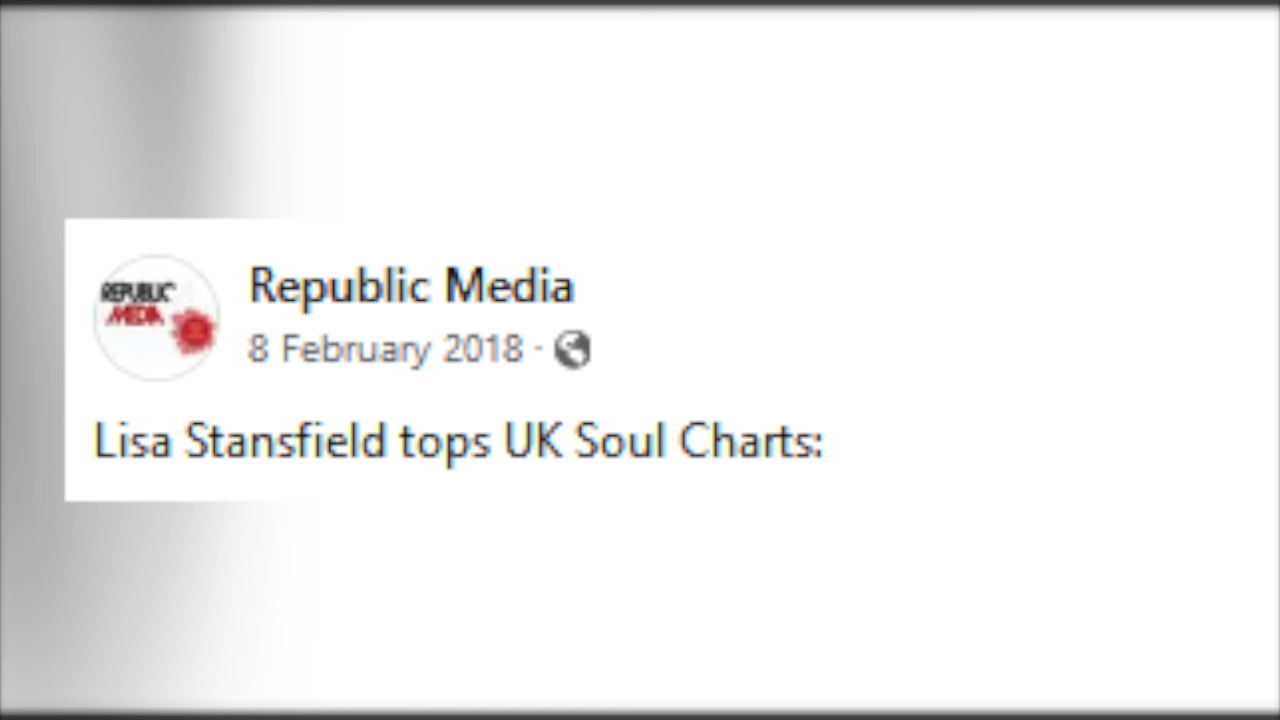 REPUBLIC
MEDIA
Republic Media
8 February 2018 ·
Lisa Stansfield tops UK Soul Charts: